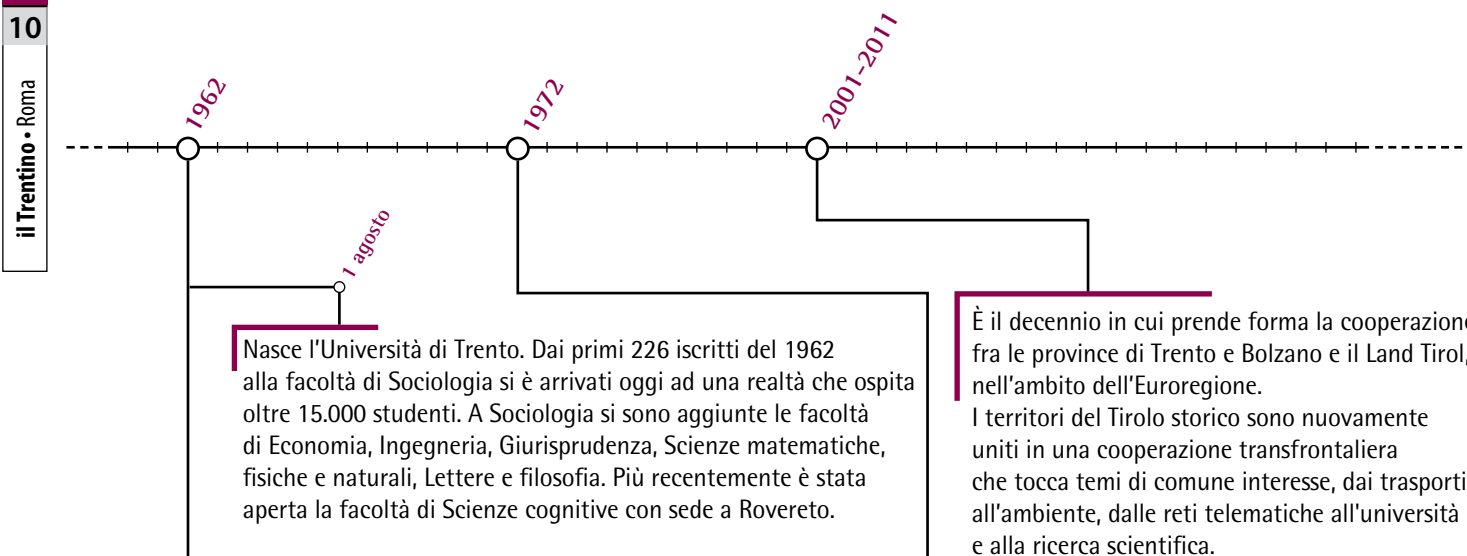 10
il Trentino • Roma
1962
1972
2001-2011
1 agosto
Nasce l'Università di Trento. Dai primi 226 iscritti del 1962
alla facoltà di Sociologia si è arrivati oggi ad una realtà che ospita
oltre 15.000 studenti. A Sociologia si sono aggiunte le facoltà
di Economia, Ingegneria, Giurisprudenza, Scienze matematiche,
fisiche e naturali, Lettere e filosofia. Più recentemente è stata
aperta la facoltà di Scienze cognitive con sede a Rovereto.
È il decennio in cui prende forma la cooperazione
fra le province di Trento e Bolzano e il Land Tirol,
nell'ambito dell'Euroregione.
I territori del Tirolo storico sono nuovamente
uniti in una cooperazione transfrontaliera
che tocca temi di comune interesse, dai trasporti
all'ambiente, dalle reti telematiche all'università
e alla ricerca scientifica.